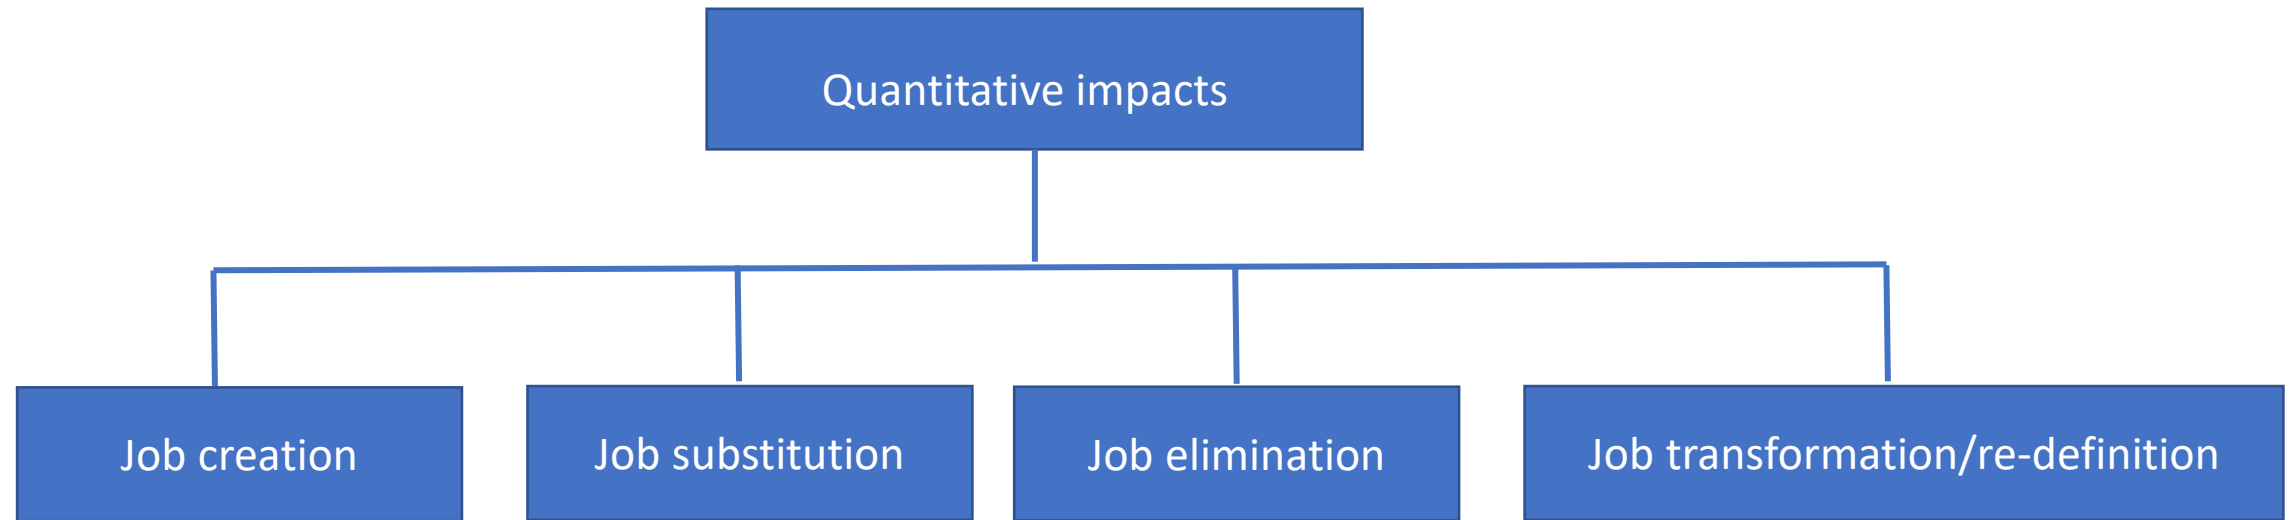 Quantitative impacts
Job creation
Job substitution
Job elimination
Job transformation/re-definition